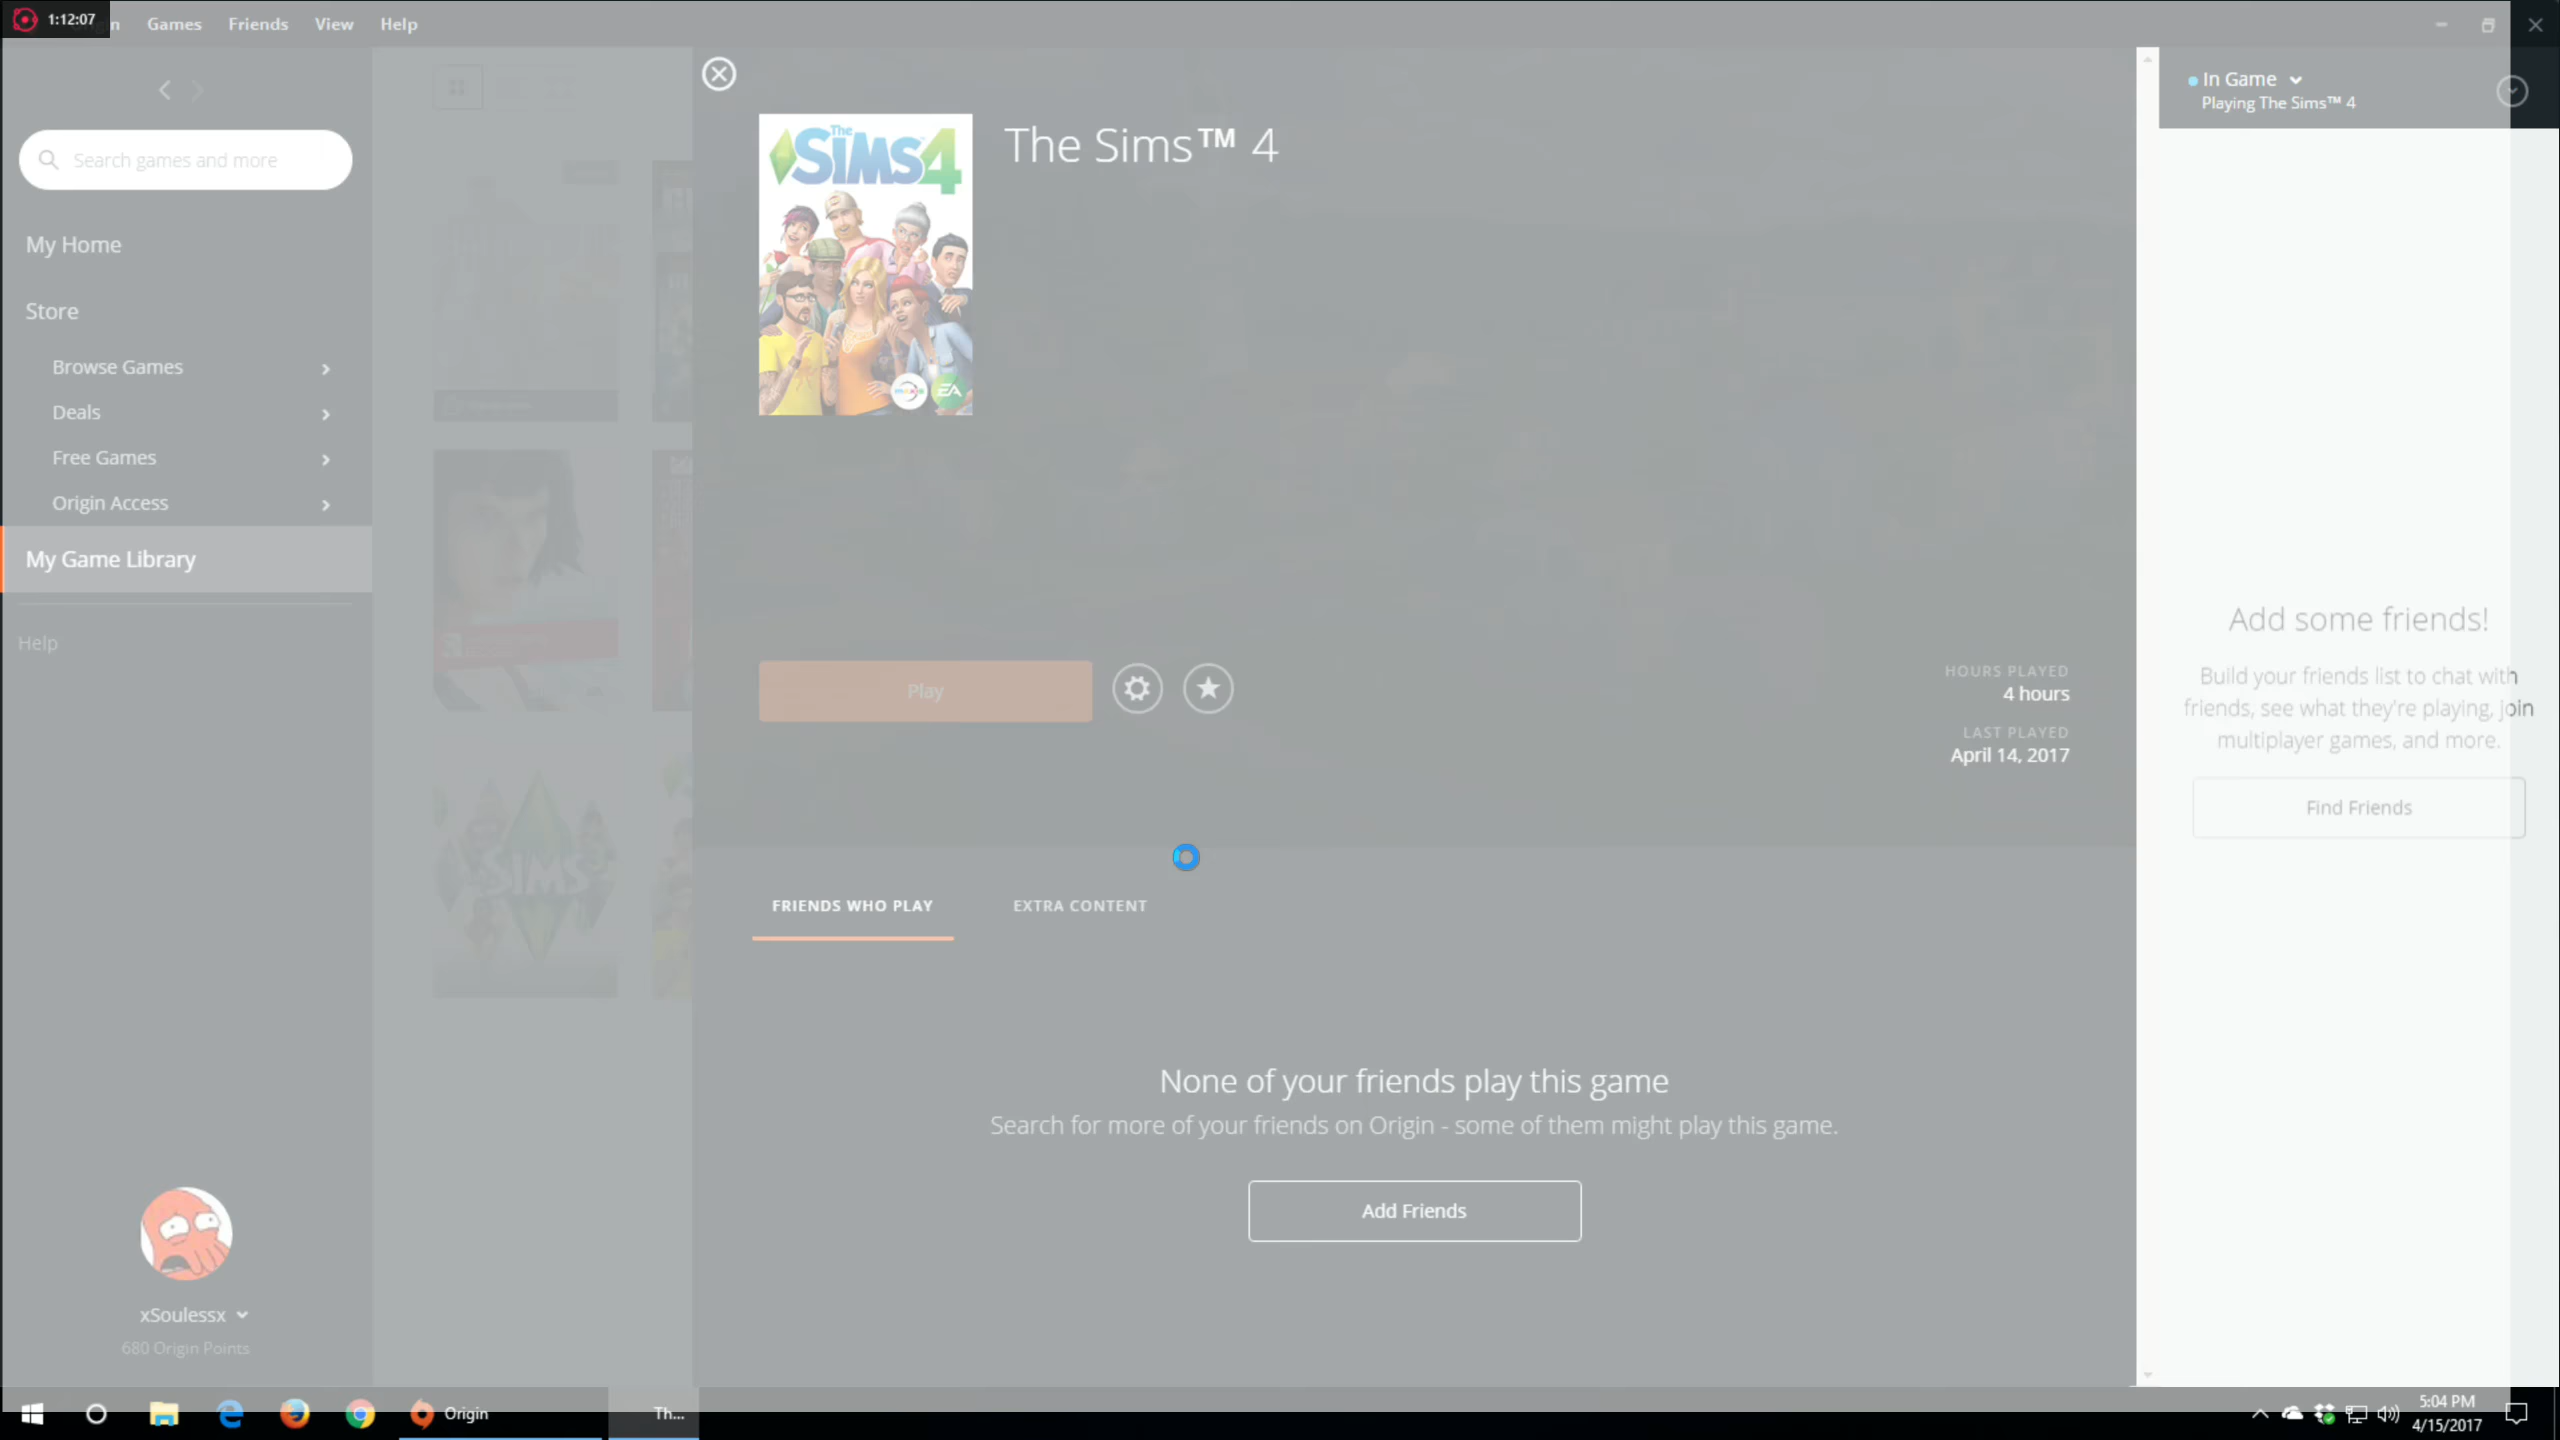 1:12:07
Games Friends View Help
Search games and more
My Home
Store
Browse Games
Deals
Free Games
Origin Access
My Game Library
Help
xSoulessx
680 Origin Points
The SIMS 4
EA
The Sims™ 4
Play
HOURS PLAYED
4 hours
LAST PLAYED
April 14, 2017
FRIENDS WHO PLAY EXTRA CONTENT
None of your friends play this game
Search for more of your friends on Origin - some of them might play this game.
Add Friends
SIMS
In Game
Playing The Sims™ 4
Add some friends!
Build your friends list to chat with
friends, see what they're playing, join
multiplayer games, and more.
Find Friends
Origin
Th...
5:04 PM
4/15/2017